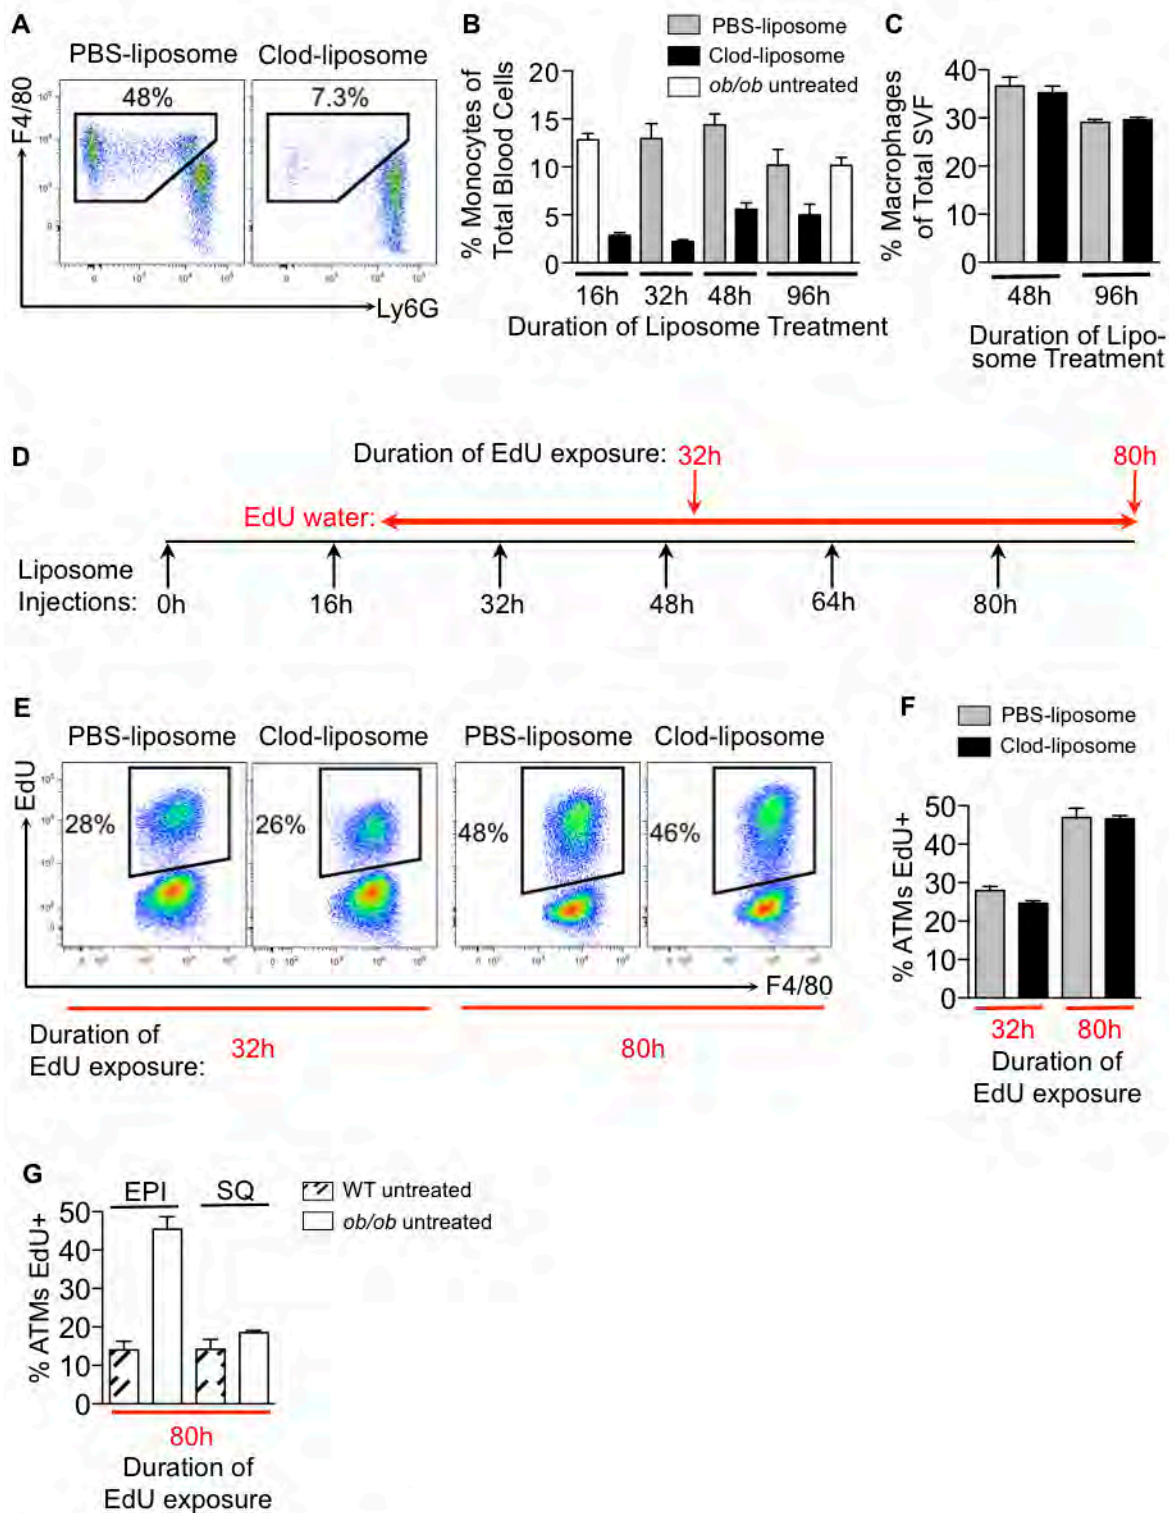 A
PBS-liposome
Clod-liposome
F4/80
48%
7.3%
Ly6G
B
PBS-liposome
Clod-liposome
ob/ob untreated
% Monocytes of
Total Blood Cells
20
15
10
5
0
16h
32h
48h
96h
Duration of Liposome Treatment
C
% Macrophages
of Total SVF
40
30
20
10
0
48h
96h
Duration of Lipo-
some Treatment
D
Duration of EdU exposure: 32h
80h
EdU water:
Liposome
Injections:
0h
16h
32h
48h
64h
80h
E
PBS-liposome
Clod-liposome
PBS-liposome
Clod-liposome
EdU
28%
26%
48%
46%
F4/80
Duration of
EdU exposure:
32h
80h
F
PBS-liposome
Clod-liposome
% ATMs EdU+
50
40
30
20
10
0
32h
80h
Duration of
EdU exposure
G
EPI
SQ
WT untreated
ob/ob untreated
% ATMs EdU+
50
40
30
20
10
0
80h
Duration of
EdU exposure